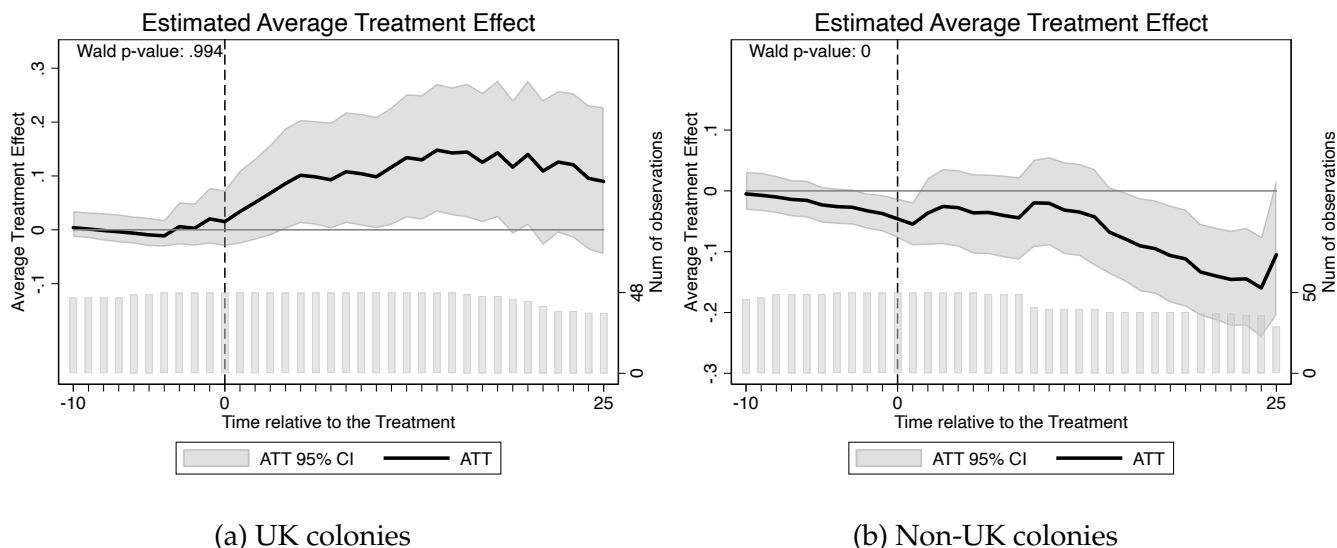 Estimated Average Treatment Effect
Wald p-value: .994
Average Treatment Effect
.3
.2
.1
0
-.1
Num of observations
48
0
-10
0
25
Time relative to the Treatment
ATT 95% CI
ATT
(a) UK colonies
Estimated Average Treatment Effect
Wald p-value: 0
Average Treatment Effect
.1
0
-.1
-.2
-.3
Num of observations
50
0
-10
0
25
Time relative to the Treatment
ATT 95% CI
ATT
(b) Non-UK colonies